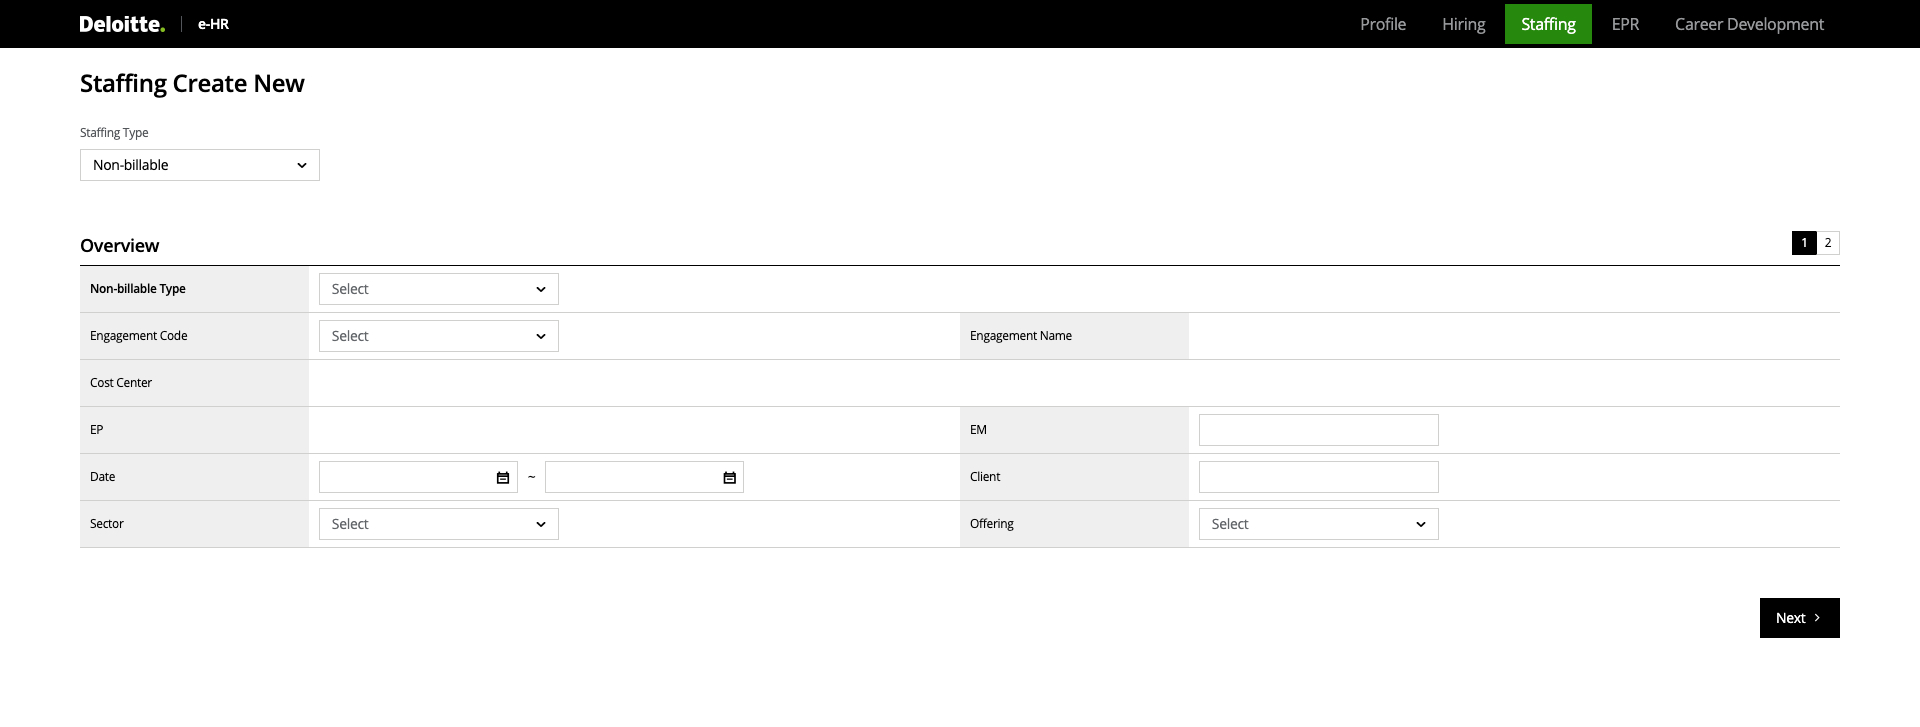 Deloitte. e-HR Profile Hiring Staffing EPR Career Development
Staffing Create New
Staffing Type
Non-billable
Overview 1 2
Non-billable Type Select
Engagement Code Select Engagement Name
Cost Center
EP EM
Date ~ Client
Sector Select Offering Select
Next